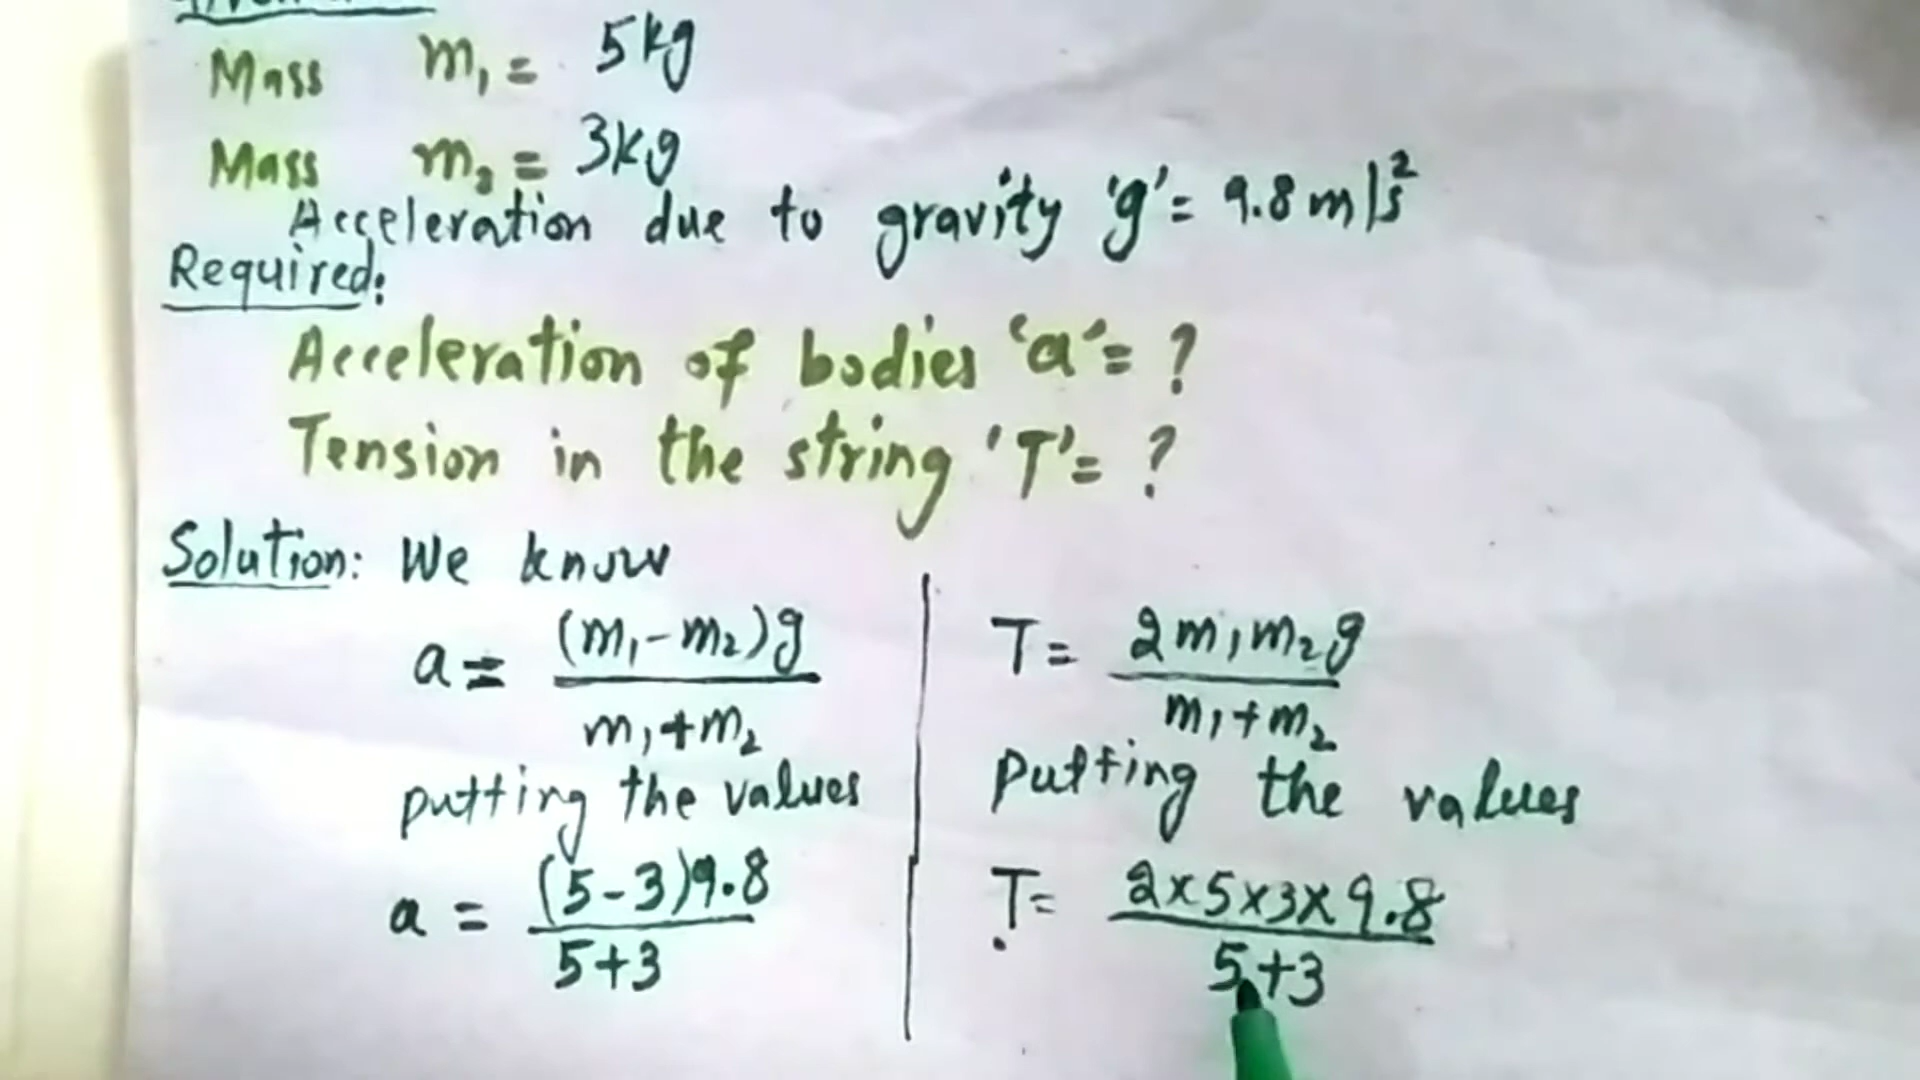 Mass m₁ = 5kg
Mass m₂ = 3kg
Acceleration due to gravity 'g' = 9.8 m/s²
Required:
Acceleration of bodies 'a' = ?
Tension in the string 'T' = ?
Solution: We know
a = (m₁-m₂)g / m₁+m₂
putting the values
a = (5-3)9.8 / 5+3
T = 2m₁m₂g / m₁+m₂
Putting the values
T = 2×5×3×9.8 / 5+3